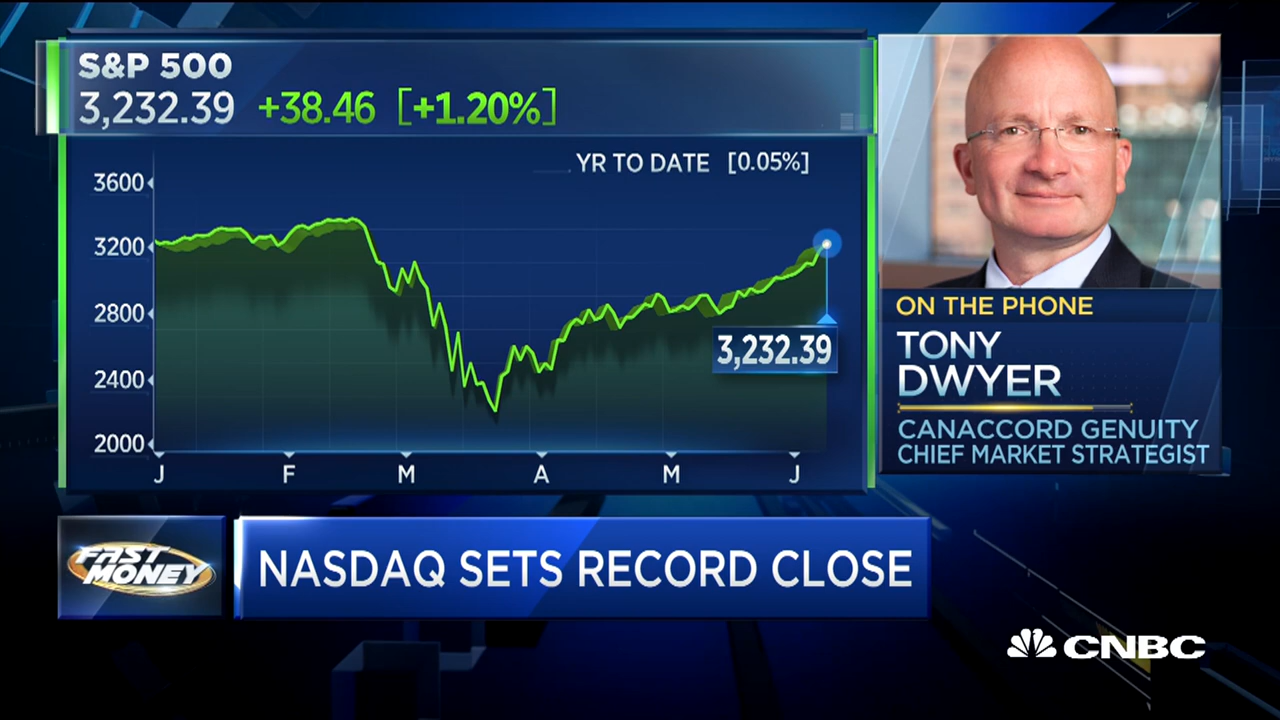 S&P 500
3,232.39 +38.46 [+1.20%]
YR TO DATE [0.05%]
3600
3200
2800
2400
2000
3,232.39
J F M A M J
ON THE PHONE
TONY
DWYER
CANACCORD GENUITY
CHIEF MARKET STRATEGIST
FAST
MONEY
NASDAQ SETS RECORD CLOSE
CNBC